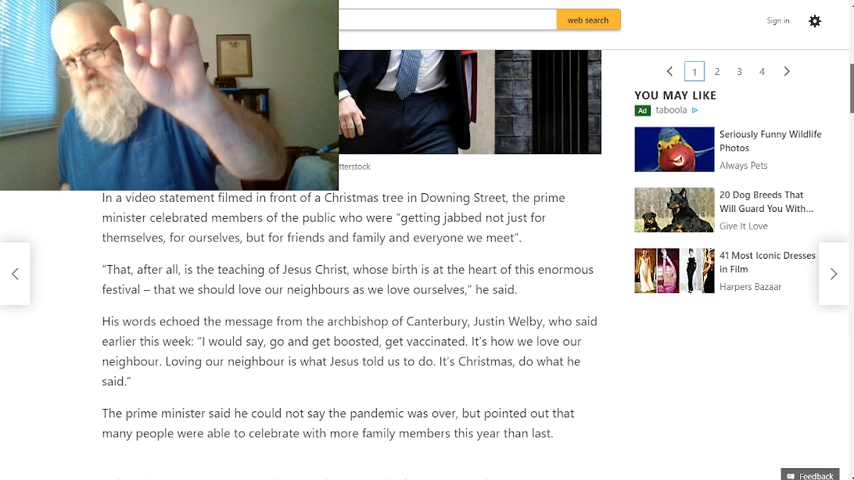 web search
Sign in
1 2 3 4
YOU MAY LIKE
Ad taboola
Seriously Funny Wildlife
Photos
Always Pets
20 Dog Breeds That
Will Guard You With...
Give It Love
41 Most Iconic Dresses
in Film
Harpers Bazaar
tterstock
In a video statement filmed in front of a Christmas tree in Downing Street, the prime
minister celebrated members of the public who were “getting jabbed not just for
themselves, for ourselves, but for friends and family and everyone we meet”.
“That, after all, is the teaching of Jesus Christ, whose birth is at the heart of this enormous
festival – that we should love our neighbours as we love ourselves,” he said.
His words echoed the message from the archbishop of Canterbury, Justin Welby, who said
earlier this week: “I would say, go and get boosted, get vaccinated. It’s how we love our
neighbour. Loving our neighbour is what Jesus told us to do. It’s Christmas, do what he
said.”
The prime minister said he could not say the pandemic was over, but pointed out that
many people were able to celebrate with more family members this year than last.
Feedback